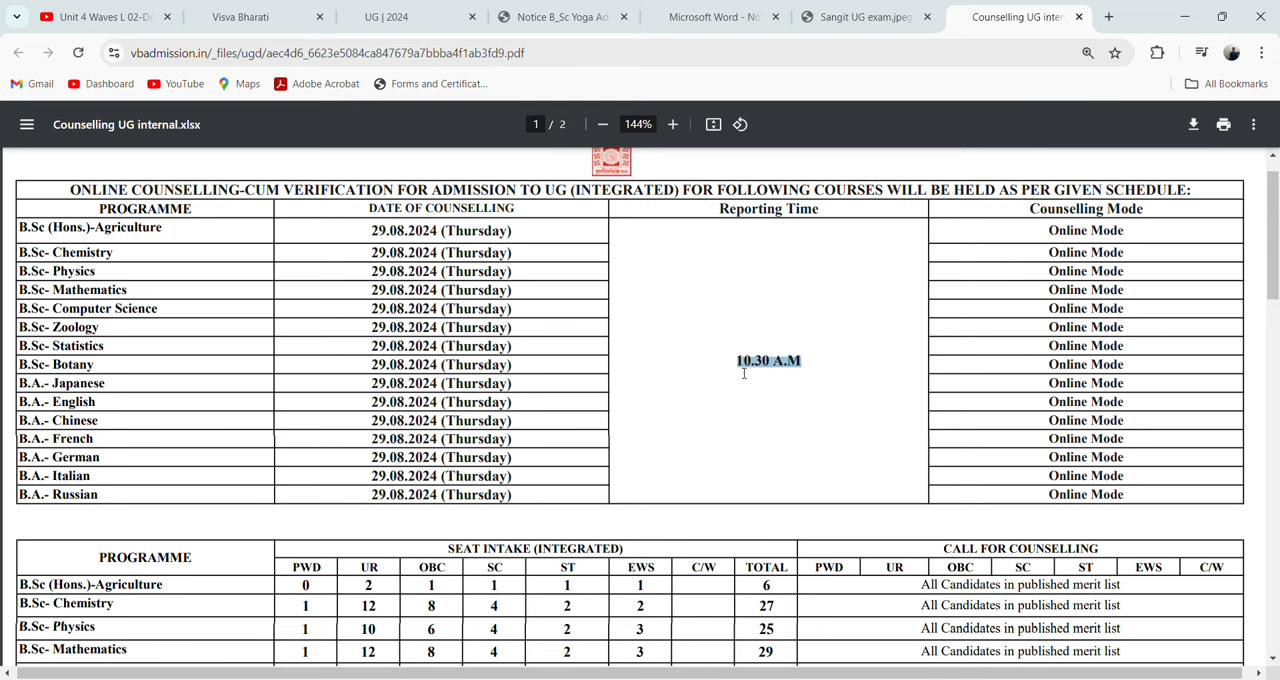 Unit 4 Waves L 02-D
Visva Bharati
UG | 2024
Notice B_Sc Yoga Ad
Microsoft Word - No
Sangit UG exam.jpeg
Counselling UG inter
vbadmission.in/_files/ugd/aec4d6_6623e5084ca847679a7bbba4f1ab3fd9.pdf
Gmail
Dashboard
YouTube
Maps
Adobe Acrobat
Forms and Certificat...
All Bookmarks
Counselling UG internal.xlsx
1 / 2
144%
ONLINE COUNSELLING-CUM VERIFICATION FOR ADMISSION TO UG (INTEGRATED) FOR FOLLOWING COURSES WILL BE HELD AS PER GIVEN SCHEDULE:
PROGRAMME DATE OF COUNSELLING Reporting Time Counselling Mode
B.Sc (Hons.)-Agriculture 29.08.2024 (Thursday) Online Mode
B.Sc- Chemistry 29.08.2024 (Thursday) Online Mode
B.Sc- Physics 29.08.2024 (Thursday) Online Mode
B.Sc- Mathematics 29.08.2024 (Thursday) Online Mode
B.Sc- Computer Science 29.08.2024 (Thursday) Online Mode
B.Sc- Zoology 29.08.2024 (Thursday) Online Mode
B.Sc- Statistics 29.08.2024 (Thursday) Online Mode
B.Sc- Botany 29.08.2024 (Thursday) 10.30 A.M Online Mode
B.A.- Japanese 29.08.2024 (Thursday) Online Mode
B.A.- English 29.08.2024 (Thursday) Online Mode
B.A.- Chinese 29.08.2024 (Thursday) Online Mode
B.A.- French 29.08.2024 (Thursday) Online Mode
B.A.- German 29.08.2024 (Thursday) Online Mode
B.A.- Italian 29.08.2024 (Thursday) Online Mode
B.A.- Russian 29.08.2024 (Thursday) Online Mode
PROGRAMME SEAT INTAKE (INTEGRATED) CALL FOR COUNSELLING
PWD UR OBC SC ST EWS C/W TOTAL PWD UR OBC SC ST EWS C/W
B.Sc (Hons.)-Agriculture 0 2 1 1 1 1 6 All Candidates in published merit list
B.Sc- Chemistry 1 12 8 4 2 2 27 All Candidates in published merit list
B.Sc- Physics 1 10 6 4 2 3 25 All Candidates in published merit list
B.Sc- Mathematics 1 12 8 4 2 3 29 All Candidates in published merit list